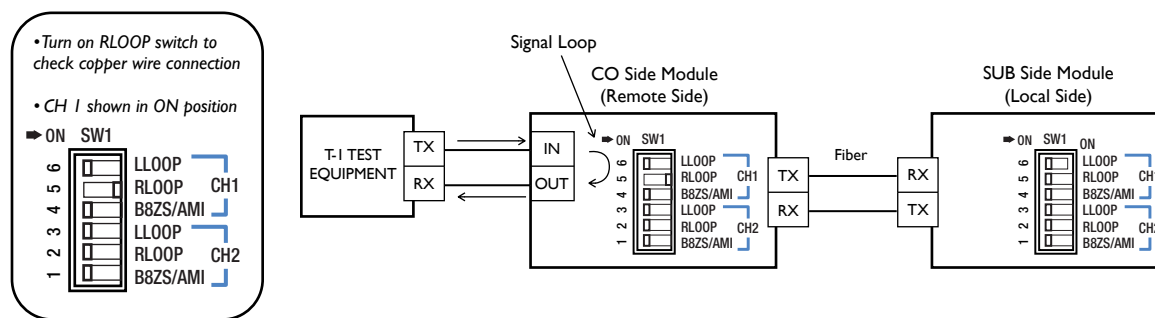 •Turn on RLOOP switch to
check copper wire connection
•CH 1 shown in ON position
ON SW1
6 LLOOP
5 RLOOP CH1
4 B8ZS/AMI
3 LLOOP
2 RLOOP CH2
1 B8ZS/AMI
Signal Loop
CO Side Module
(Remote Side)
T-1 TEST
EQUIPMENT
TX
RX
IN
OUT
ON SW1
6 LLOOP
5 RLOOP CH1
4 B8ZS/AMI
3 LLOOP
2 RLOOP CH2
1 B8ZS/AMI
TX
RX
Fiber
RX
TX
SUB Side Module
(Local Side)
ON SW1 ON
6 LLOOP
5 RLOOP CH1
4 B8ZS/AMI
3 LLOOP
2 RLOOP CH2
1 B8ZS/AMI